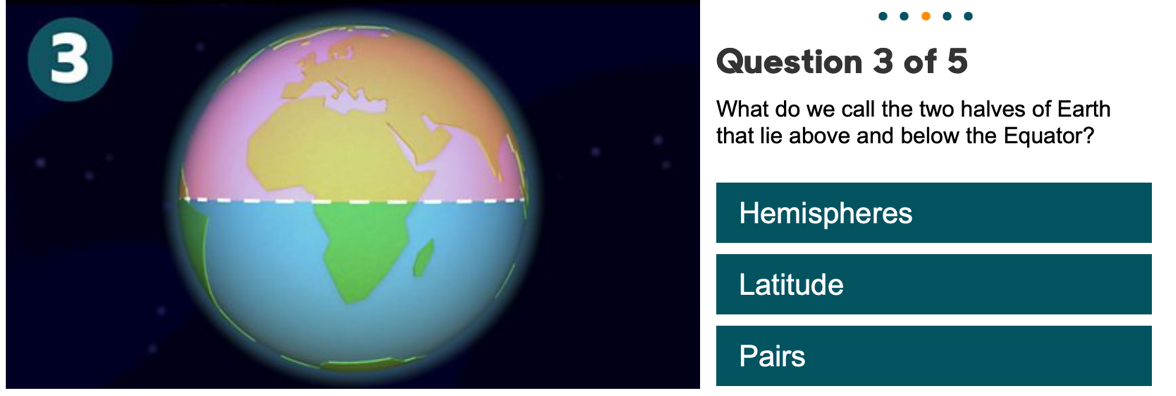 3
Question 3 of 5
What do we call the two halves of Earth
that lie above and below the Equator?
Hemispheres
Latitude
Pairs